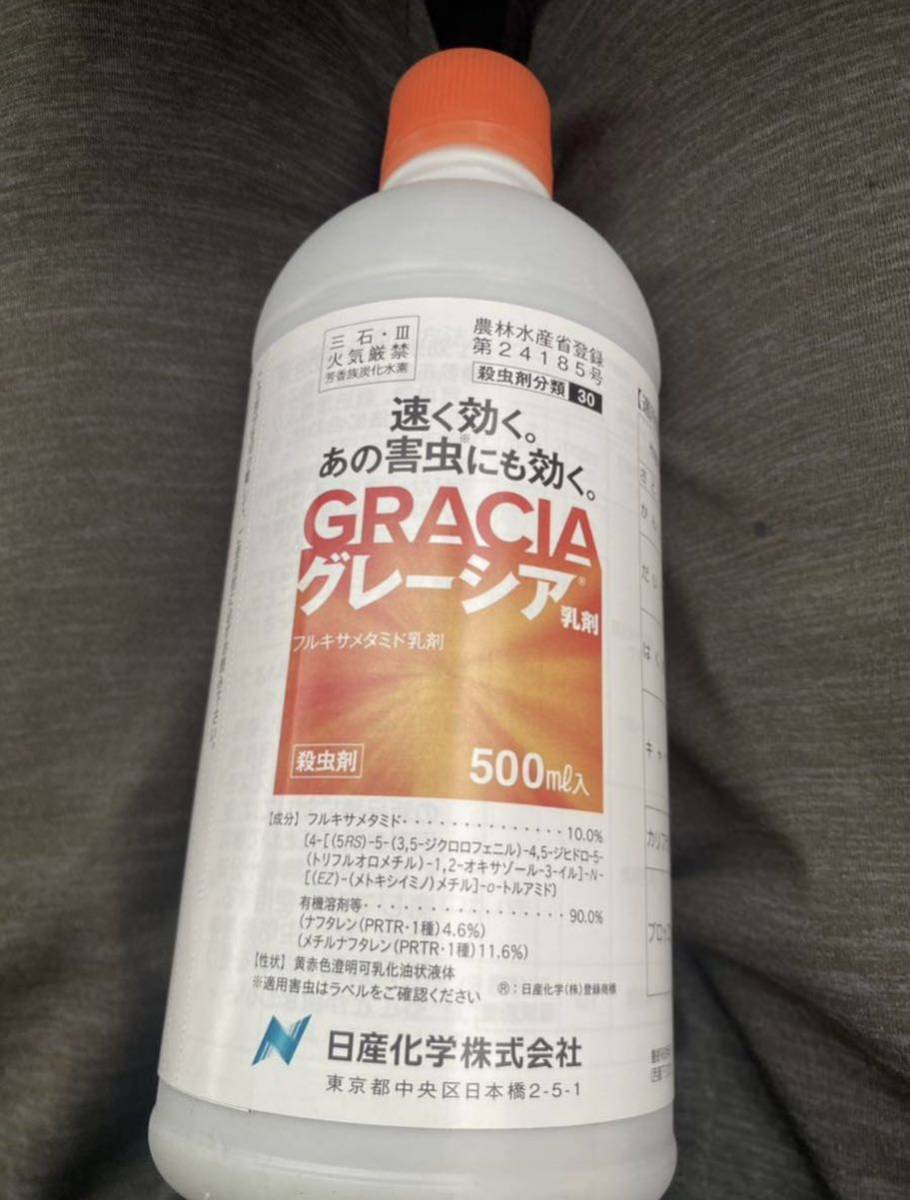 三石・Ⅲ
火気厳禁
芳香族炭化水素
農林水産省登録
第24185号
殺虫剤分類 30
速く効く。
あの害虫※にも効く。
GRACIA
グレーシア®乳剤
フルキサメタミド乳剤
殺虫剤
500mℓ入
【成分】フルキサメタミド・・・・・・・・・・・・・・10.0%
〔4-[(5RS)-5-(3,5-ジクロロフェニル)-4,5-ジヒドロ-5-
(トリフルオロメチル)-1,2-オキサゾール-3-イル]-N-
[(EZ)-(メトキシイミノ)メチル]-o-トルアミド〕
有機溶剤等・・・・・・・・・・・・・・・・・90.0%
(ナフタレン(PRTR・1種)4.6%)
(メチルナフタレン(PRTR・1種)11.6%)
【性状】黄赤色澄明可乳化油状液体
※適用害虫はラベルをご確認ください
®:日産化学(株)登録商標
日産化学株式会社
東京都中央区日本橋2-5-1
キャ
カリフ
ブロッ